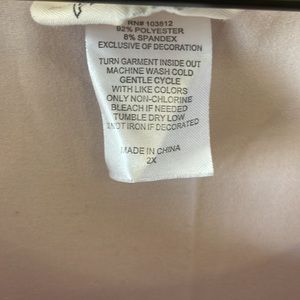 RN# 103612
92% POLYESTER
8% SPANDEX
EXCLUSIVE OF DECORATION
TURN GARMENT INSIDE OUT
MACHINE WASH COLD
GENTLE CYCLE
WITH LIKE COLORS
ONLY NON-CHLORINE
BLEACH IF NEEDED
TUMBLE DRY LOW
NOT IRON IF DECORATED
MADE IN CHINA
2X